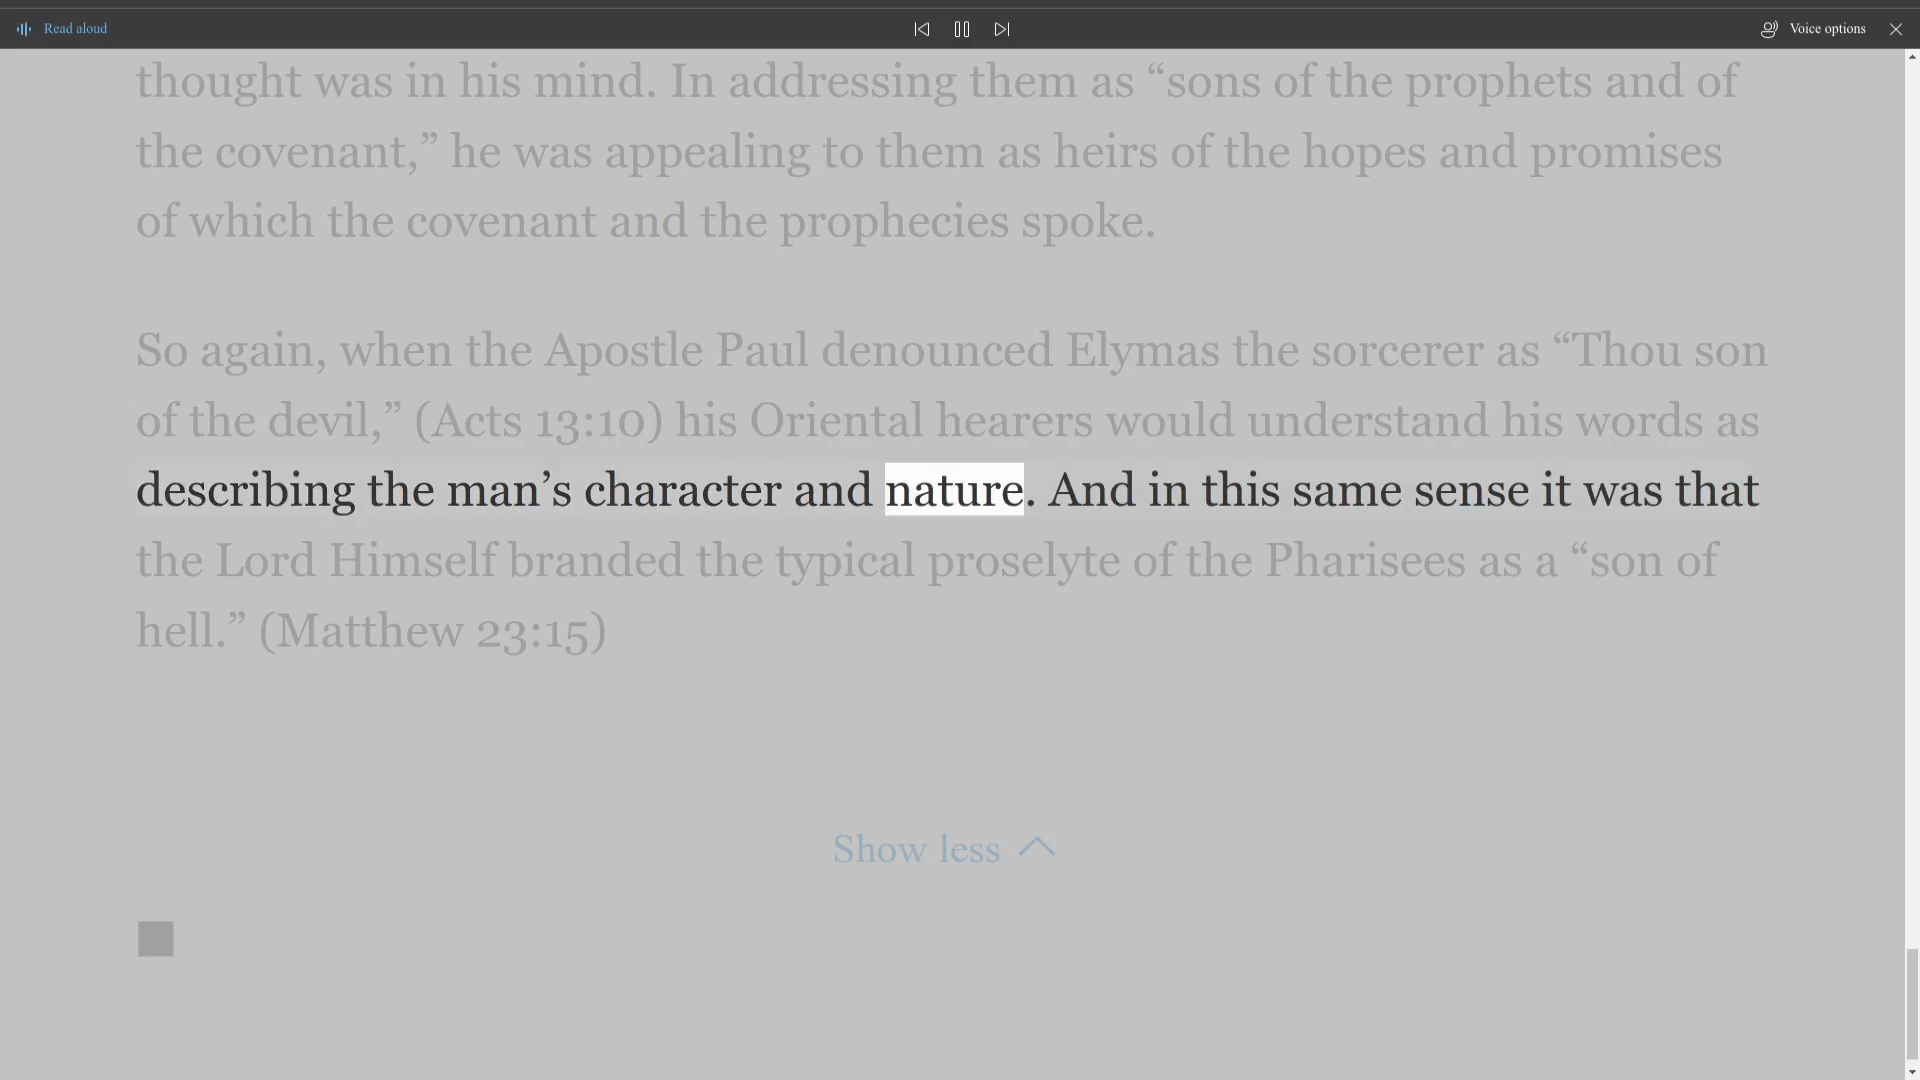 Read aloud
Voice options
thought was in his mind. In addressing them as “sons of the prophets and of
the covenant,” he was appealing to them as heirs of the hopes and promises
of which the covenant and the prophecies spoke.
So again, when the Apostle Paul denounced Elymas the sorcerer as “Thou son
of the devil,” (Acts 13:10) his Oriental hearers would understand his words as
describing the man’s character and nature. And in this same sense it was that
the Lord Himself branded the typical proselyte of the Pharisees as a “son of
hell.” (Matthew 23:15)
Show less